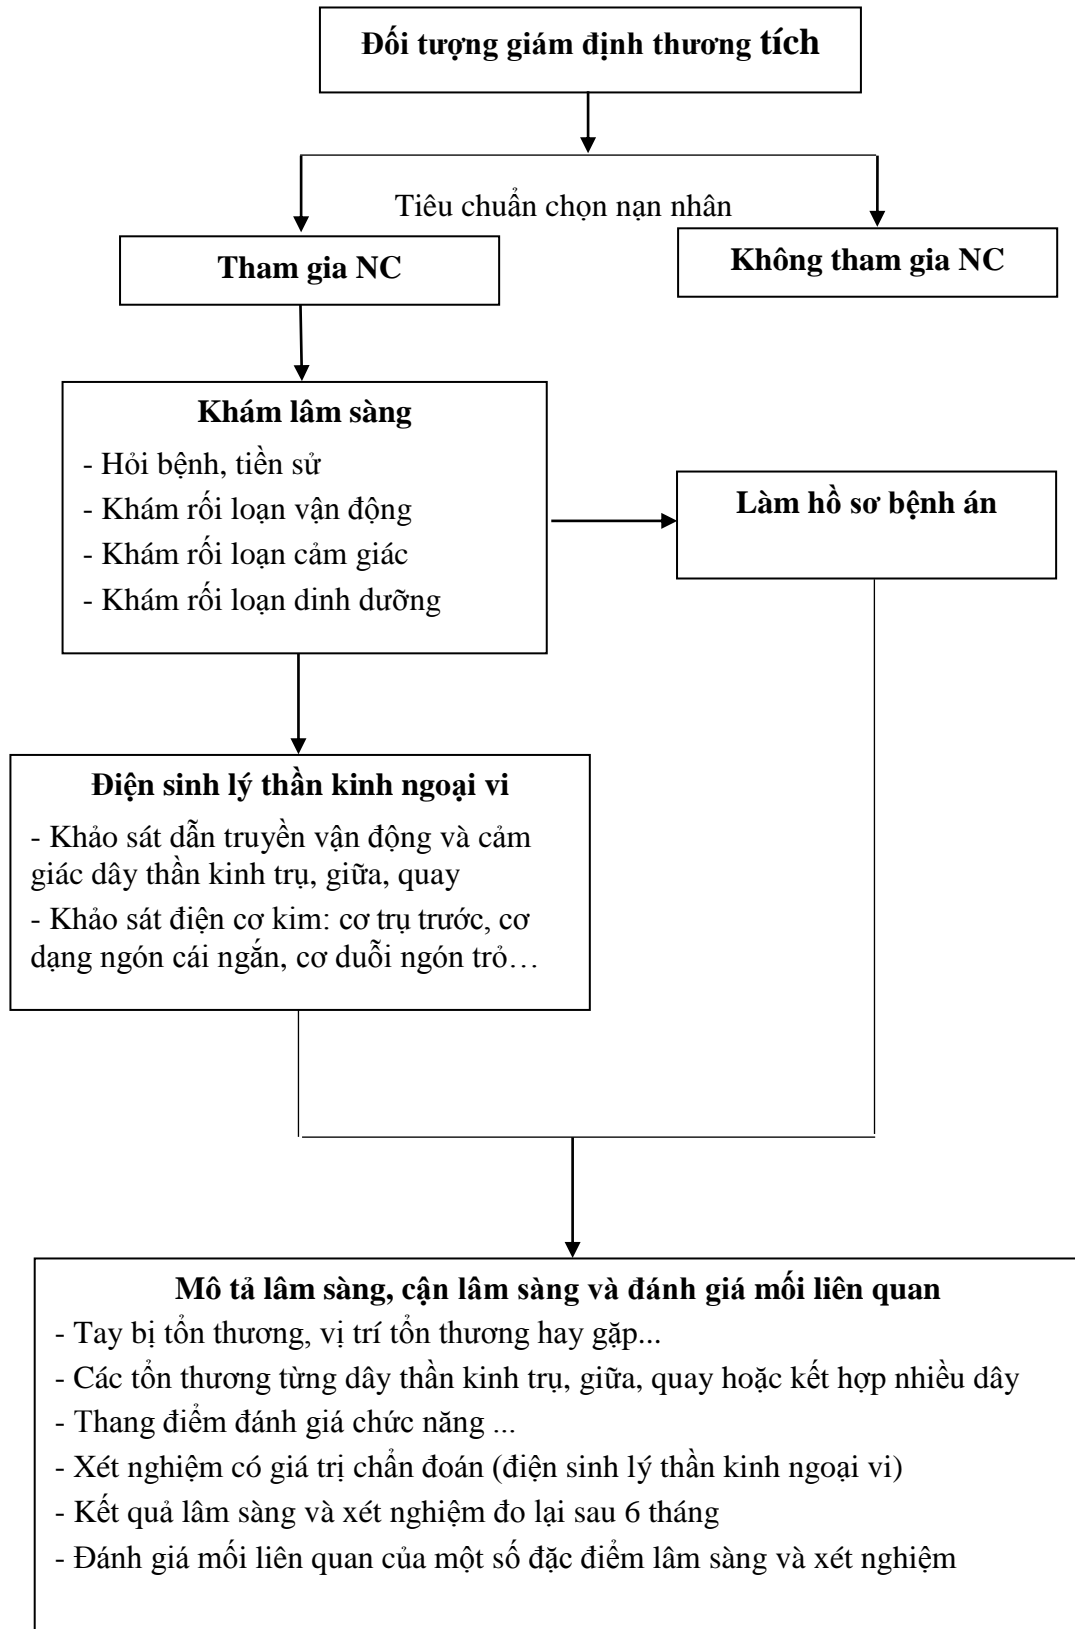 Đối tượng giám định thương tích
Tiêu chuẩn chọn nạn nhân
Tham gia NC
Không tham gia NC
Khám lâm sàng
- Hỏi bệnh, tiền sử
- Khám rối loạn vận động
- Khám rối loạn cảm giác
- Khám rối loạn dinh dưỡng
Làm hồ sơ bệnh án
Điện sinh lý thần kinh ngoại vi
- Khảo sát dẫn truyền vận động và cảm
giác dây thần kinh trụ, giữa, quay
- Khảo sát điện cơ kim: cơ trụ trước, cơ
dạng ngón cái ngắn, cơ duỗi ngón trỏ…
Mô tả lâm sàng, cận lâm sàng và đánh giá mối liên quan
- Tay bị tổn thương, vị trí tổn thương hay gặp...
- Các tổn thương từng dây thần kinh trụ, giữa, quay hoặc kết hợp nhiều dây
- Thang điểm đánh giá chức năng ...
- Xét nghiệm có giá trị chẩn đoán (điện sinh lý thần kinh ngoại vi)
- Kết quả lâm sàng và xét nghiệm đo lại sau 6 tháng
- Đánh giá mối liên quan của một số đặc điểm lâm sàng và xét nghiệm